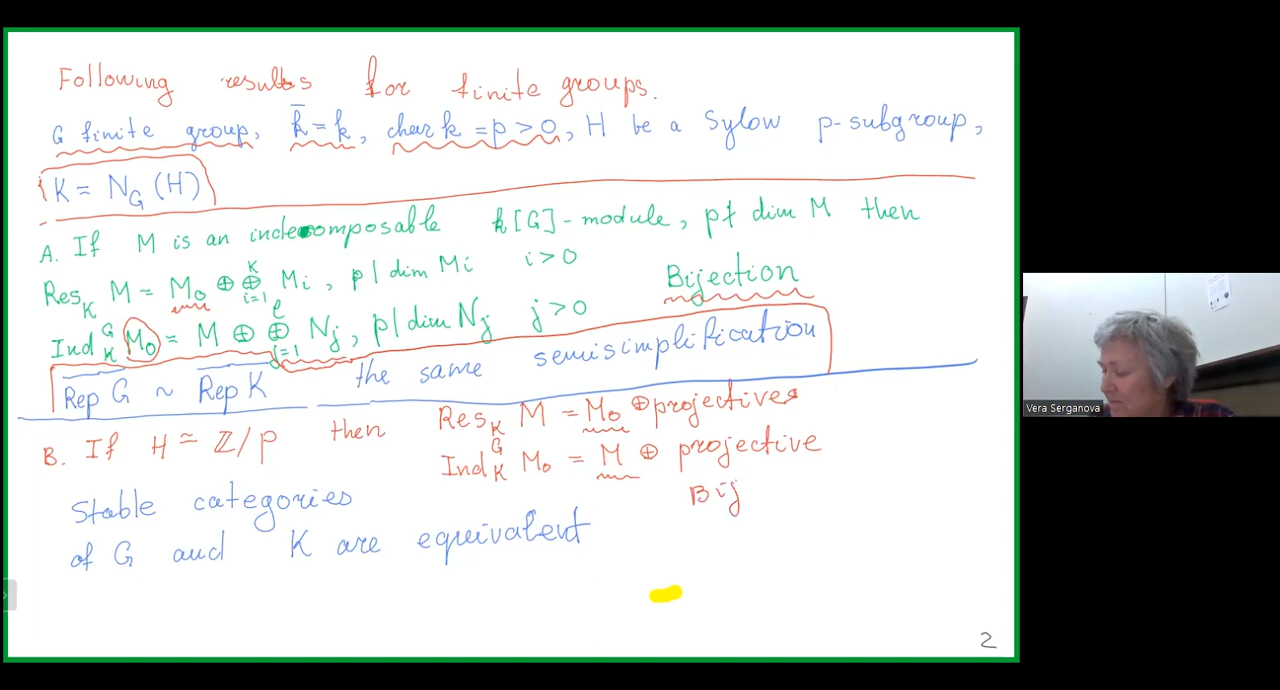 Following results for finite groups.
G finite group, k̄ = k, char k = p > 0, H be a Sylow p-subgroup,
K = N_G (H)
A. If M is an indecomposable k[G]-module, p∤ dim M then
Res_K M = M_0 ⊕ ⊕_{i=1}^{k} M_i, p | dim M_i i > 0
Bijection
Ind_K^G M_0 = M ⊕ ⊕_{j=1}^{l} N_j, p | dim N_j j > 0
Rep G ~ Rep K the same semisimplification
B. If H ≃ ℤ/p then Res_K M = M_0 ⊕ projectives
Ind_K^G M_0 = M ⊕ projective
Bij
Stable categories
of G and K are equivalent
2
Vera Serganova